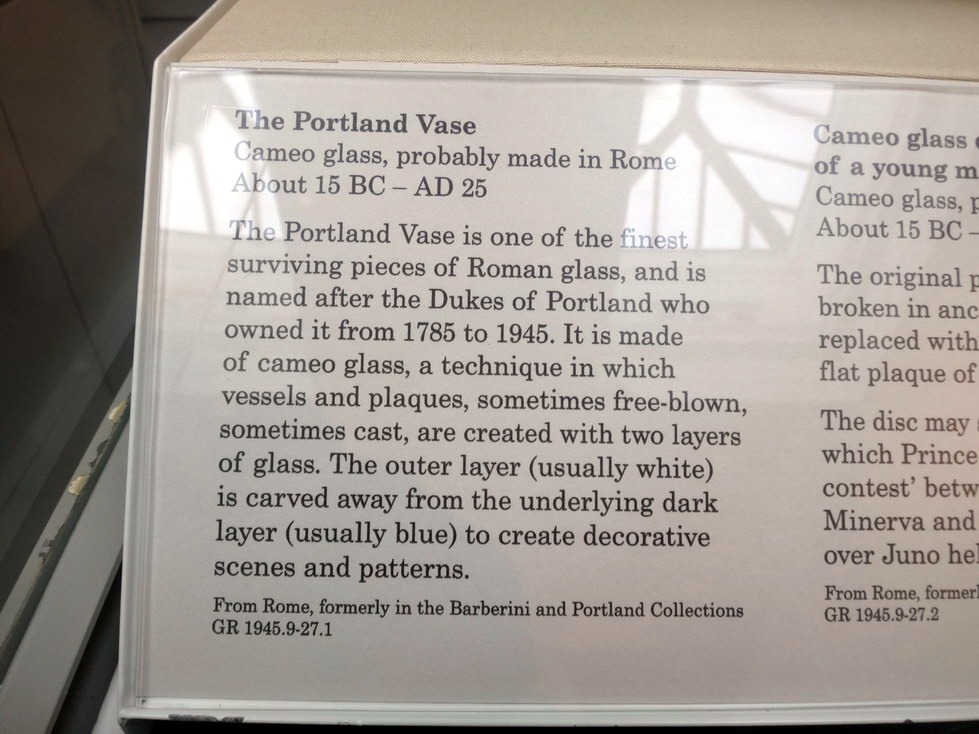 The Portland Vase
Cameo glass, probably made in Rome
About 15 BC – AD 25
The Portland Vase is one of the finest
surviving pieces of Roman glass, and is
named after the Dukes of Portland who
owned it from 1785 to 1945. It is made
of cameo glass, a technique in which
vessels and plaques, sometimes free-blown,
sometimes cast, are created with two layers
of glass. The outer layer (usually white)
is carved away from the underlying dark
layer (usually blue) to create decorative
scenes and patterns.
From Rome, formerly in the Barberini and Portland Collections
GR 1945.9-27.1
Cameo glass
of a young
Cameo glass,
About 15 BC –
The original
broken in
replaced with
flat plaque of
The disc may
which Prince
contest’
Minerva and
over Juno
From Rome,
GR 1945.9-27.2